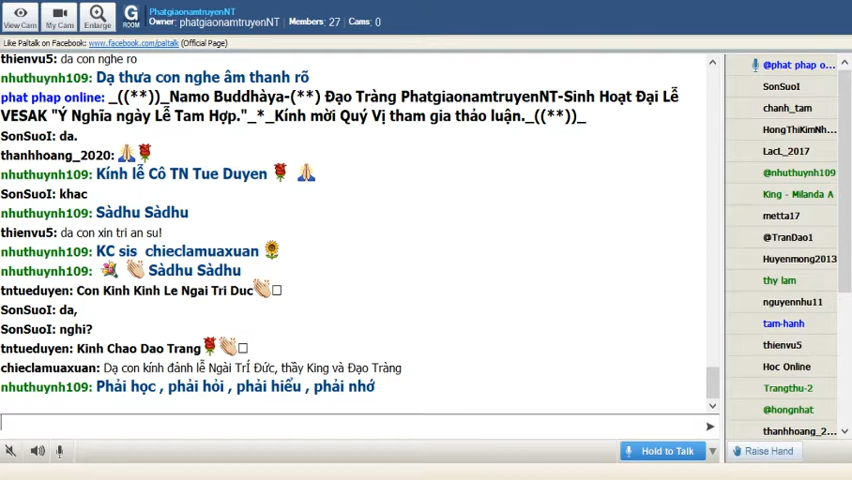 View Cam
My Cam
Enlarge
G ROOM
PhatgiaonamtruyenNT
Owner: phatgiaonamtruyenNT Members: 27 Cams: 0
Like Paltalk on Facebook: www.facebook.com/paltalk (Official Page)
thienvu5: da con nghe ro
nhuthuynh109: Dạ thưa con nghe âm thanh rõ
phat phap online: _((**))_Namo Buddhàya-(**) Đạo Tràng PhatgiaonamtruyenNT-Sinh Hoạt Đại Lễ
VESAK "Ý Nghĩa ngày Lễ Tam Hợp."_*_Kính mời Quý Vị tham gia thảo luận._((**))_
SonSuoI: da.
thanhhoang_2020: 🙏🌹
nhuthuynh109: Kính lễ Cô TN Tue Duyen 🌹 🙏
SonSuoI: khac
nhuthuynh109: Sàdhu Sàdhu
thienvu5: da con xin tri an su!
nhuthuynh109: KC sis chieclamuaxuan 🌻
nhuthuynh109: 💐 👏 Sàdhu Sàdhu
tntueduyen: Con Kinh Kinh Le Ngai Tri Duc👏□
SonSuoI: da,
SonSuoI: nghi?
tntueduyen: Kinh Chao Dao Trang🌹👏□
chieclamuaxuan: Dạ con kính đảnh lễ Ngài TrÍ Đức, thầy King và Đạo Tràng
nhuthuynh109: Phải học , phải hỏi , phải hiểu , phải nhớ
Hold to Talk
@phat phap o...
SonSuoI
chanh_tam
HongThiKimNh...
LacL_2017
@nhuthuynh109
King - Milanda A
metta17
@TranDao1
Huyenmong2013
thy lam
nguyennhu11
tam-hanh
thienvu5
Hoc Online
Trangthu-2
@hongnhat
thanhhoang_2...
Raise Hand